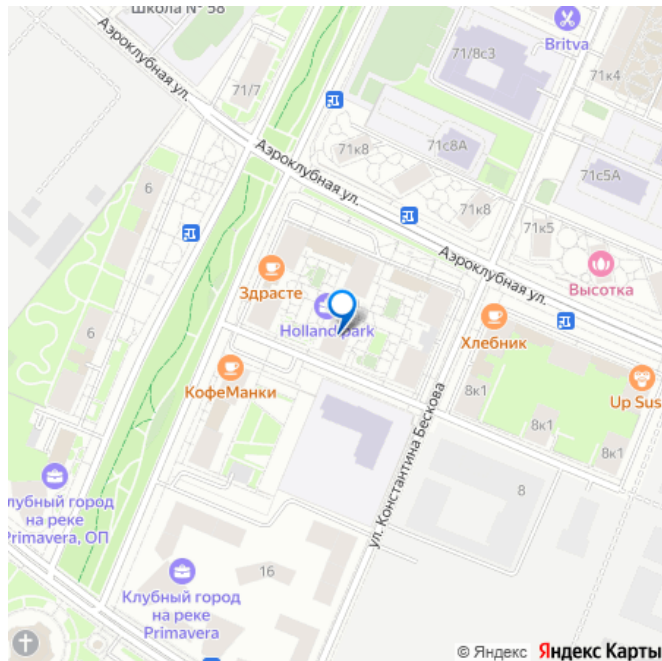 Школа № 58
Britva
71/8с3
Аэроклубная ул.
71к4
71/7
71с8А
71к8
Аэроклубная ул.
71с5А
6
71к8
71к5
Аэроклубная ул.
Высотка
Здрасте
Holland park
Хлебник
6
КофеМанки
8к1
Up Sus
8к1
8к1
ул. Константина Бескова
лубный город
на реке
Primavera, ОП
8
16
Клубный город
на реке
Primavera
© Яндекс Яндекс Карты